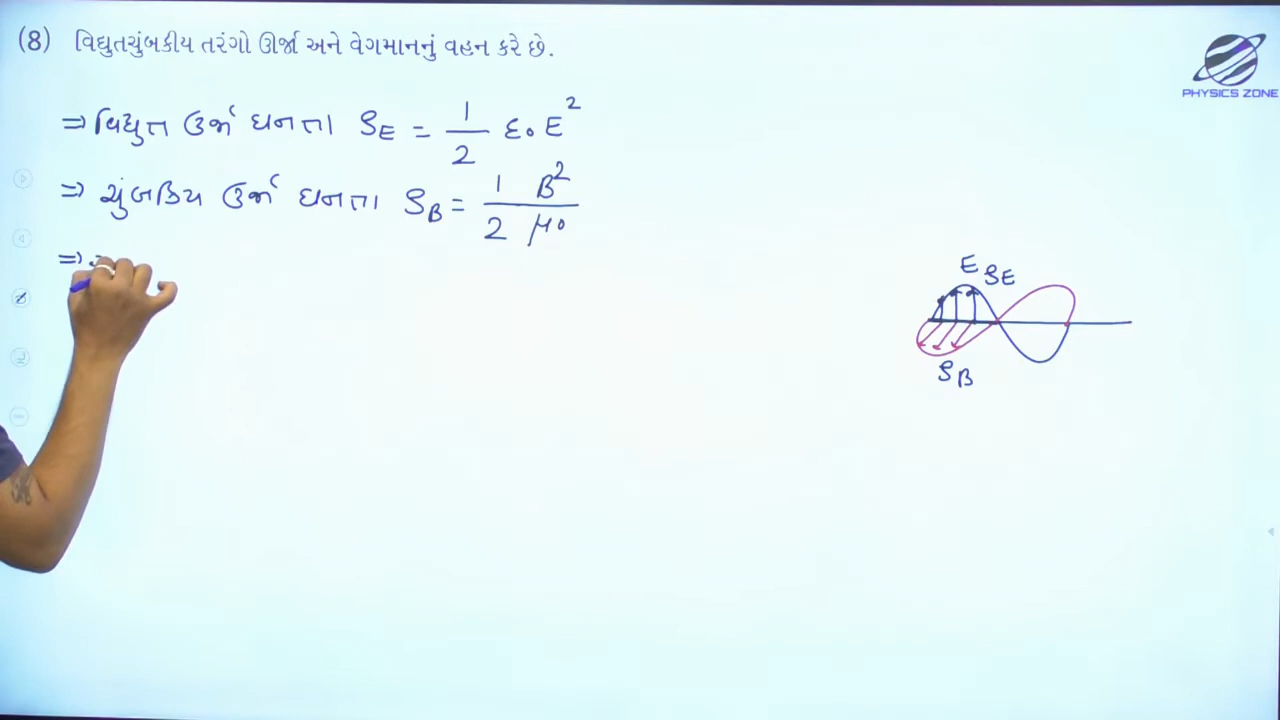 (8) વિદ્યુતચુંબકીય તરંગો ઊર્જા અને વેગમાનનું વહન કરે છે.
PHYSICS ZONE
⇒ વિદ્યુત ઉર્જા ઘનતા ρE = 1/2 ε₀ E²
⇒ ચુંબકિય ઉર્જા ઘનતા ρB = 1/2 B²/μ₀
⇒
E ρE
ρB